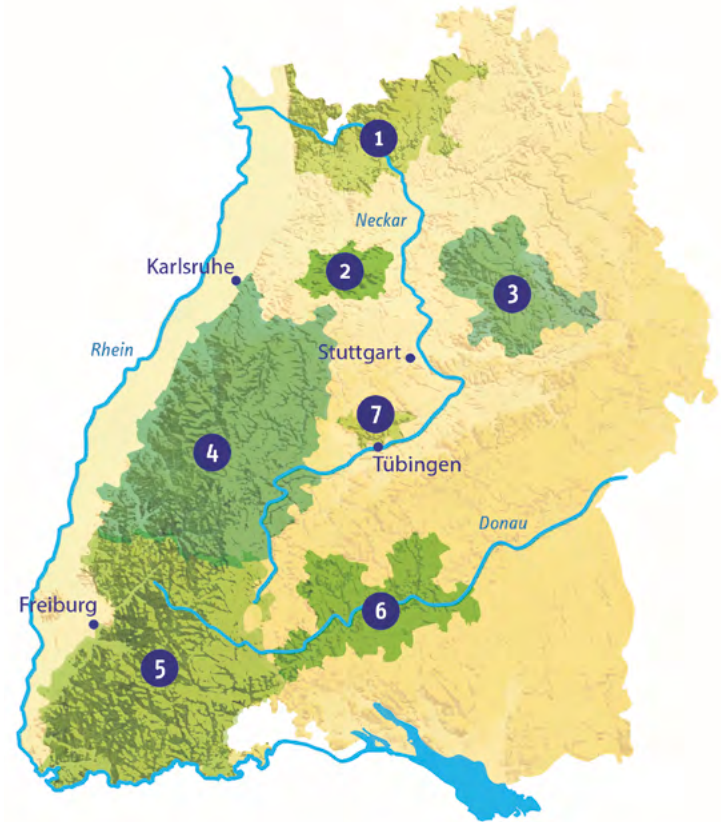 1
Neckar
2
Karlsruhe
3
Rhein
Stuttgart
7
4
Tübingen
Donau
6
Freiburg
5